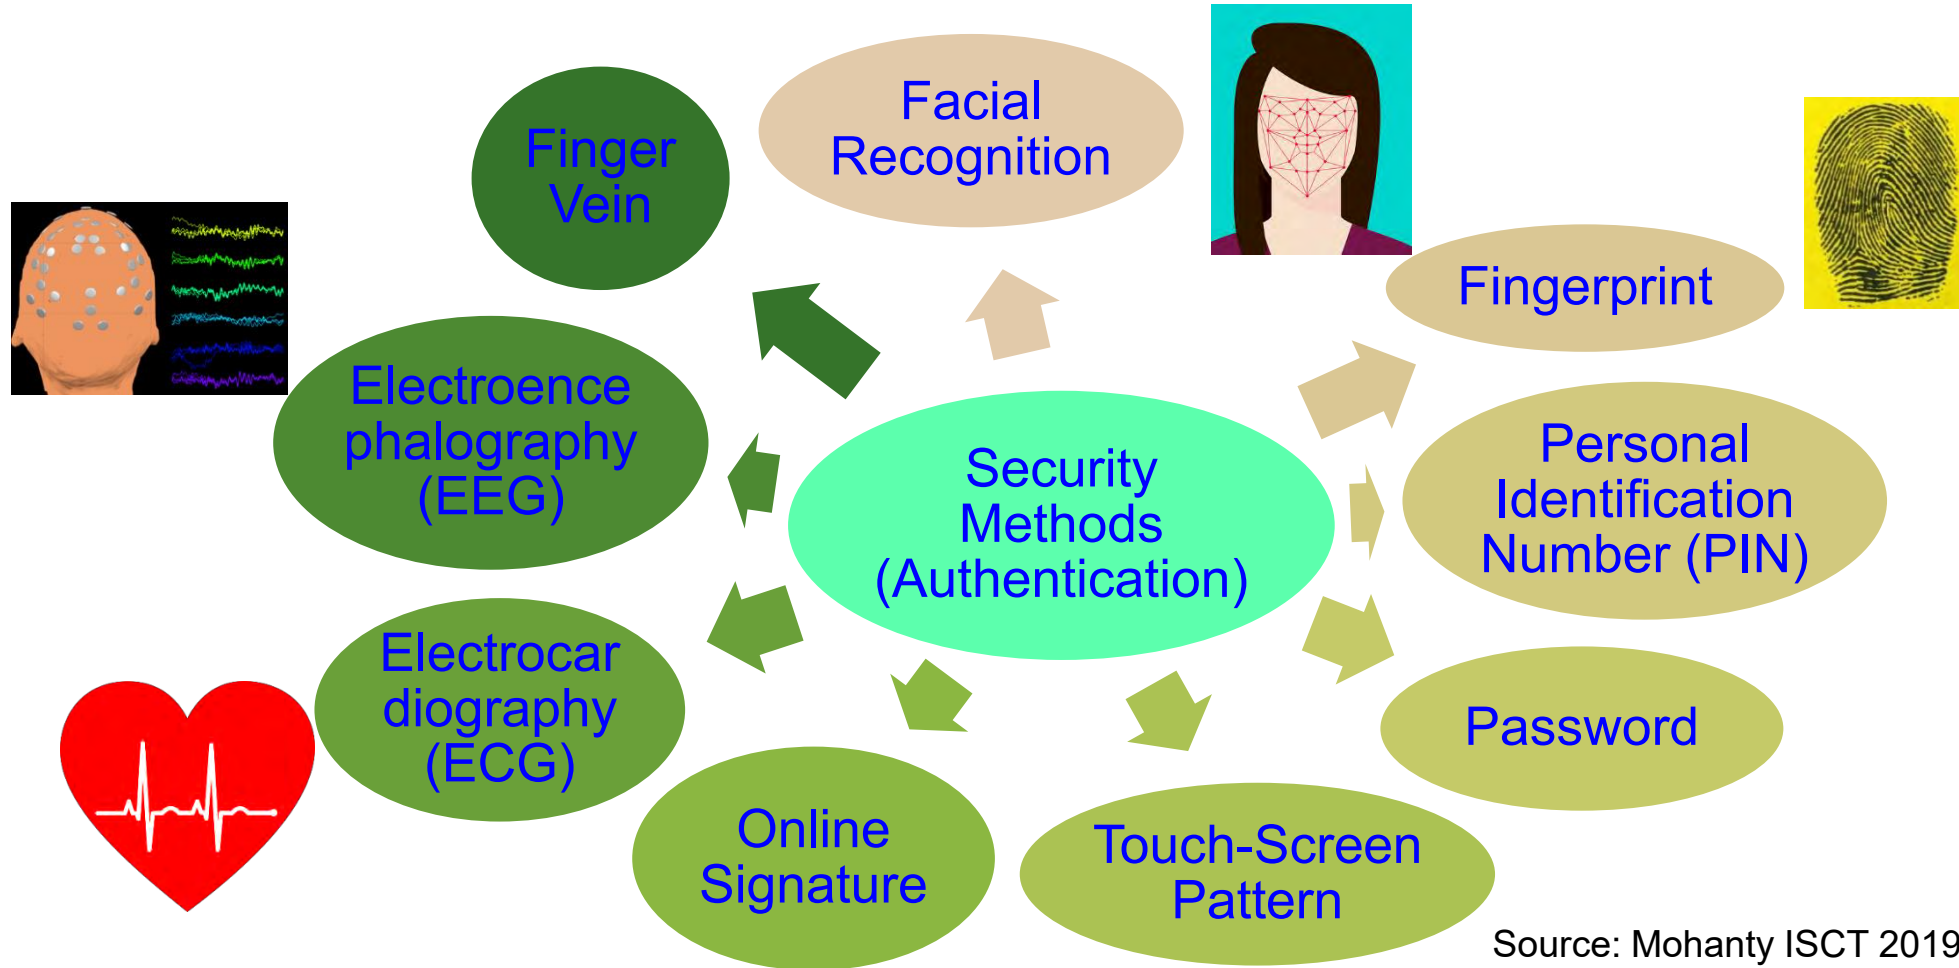 Facial
Recognition
Finger
Vein
Fingerprint
Electroence
phalography
(EEG)
Personal
Identification
Number (PIN)
Security
Methods
(Authentication)
Electrocar
diography
(ECG)
Password
Online
Signature
Touch-Screen
Pattern
Source: Mohanty ISCT 2019